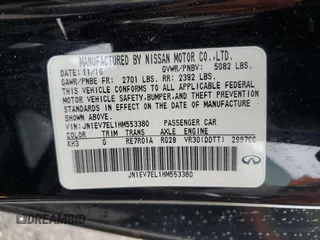 MANUFACTURED BY NISSAN MOTOR CO., LTD.
DATE: 11/16 GVWR/PNBV: 5082 LBS.
GAWR/PNBE FR: 2701 LBS. RR: 2392 LBS.
THIS VEHICLE CONFORMS TO ALL APPLICABLE FEDERAL
MOTOR VEHICLE SAFETY, BUMPER, AND THEFT PREVENTION
STANDARDS IN EFFECT ON THE DATE OF MANUFACTURE
SHOWN ABOVE.
VIN: JN1EV7EL1HM553380 PASSENGER CAR
COLOR TRIM TRANS AXLE ENGINE
KH3 G RE7R01A RG29 VR30(DDTT) 2997CC
JN1EV7EL1HM553380 INFINITI
DREAMBID